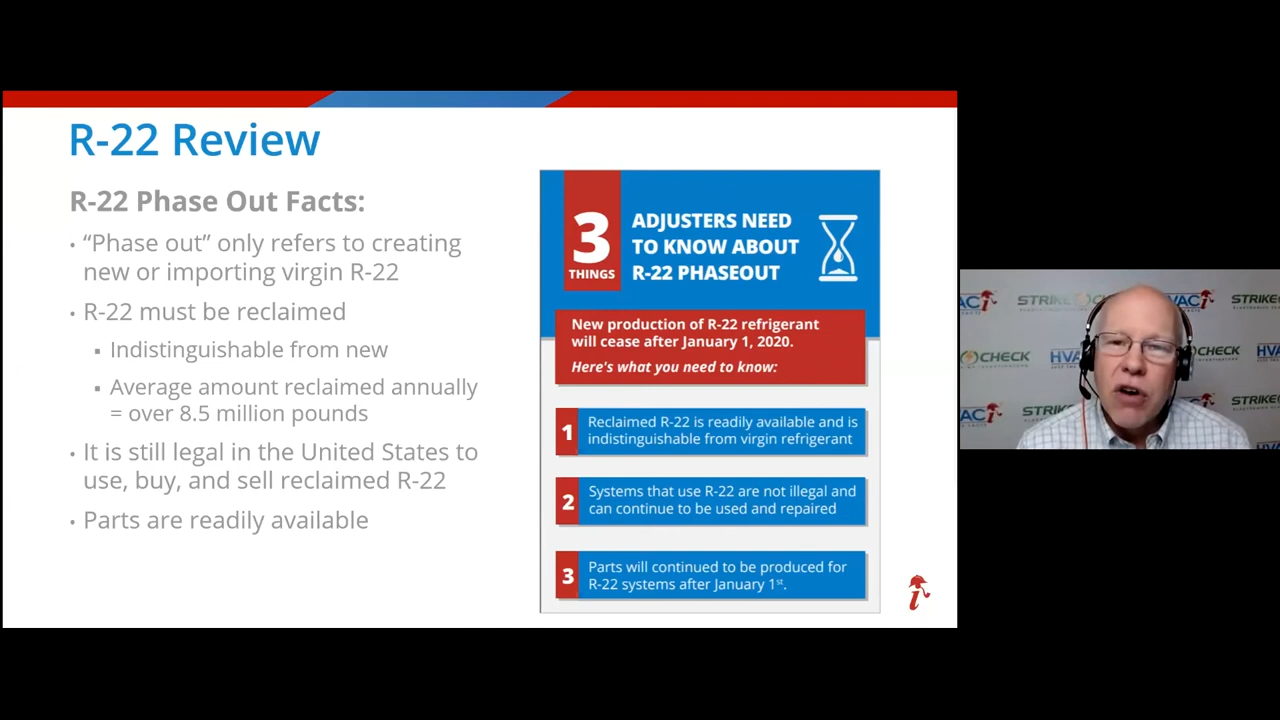 R-22 Review
R-22 Phase Out Facts:
• “Phase out” only refers to creating
new or importing virgin R-22
• R-22 must be reclaimed
▪ Indistinguishable from new
▪ Average amount reclaimed annually
= over 8.5 million pounds
• It is still legal in the United States to
use, buy, and sell reclaimed R-22
• Parts are readily available
3
THINGS
ADJUSTERS NEED
TO KNOW ABOUT
R-22 PHASEOUT
New production of R-22 refrigerant
will cease after January 1, 2020.
Here's what you need to know:
1
Reclaimed R-22 is readily available and is
indistinguishable from virgin refrigerant
2
Systems that use R-22 are not illegal and
can continue to be used and repaired
3
Parts will continued to be produced for
R-22 systems after January 1st.